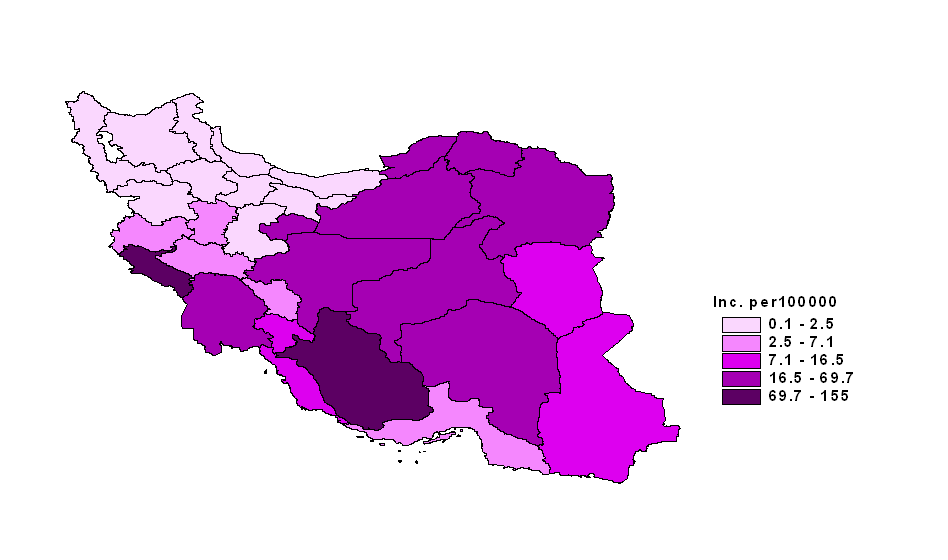 Inc. per100000
0.1 - 2.5
2.5 - 7.1
7.1 - 16.5
16.5 - 69.7
69.7 - 155